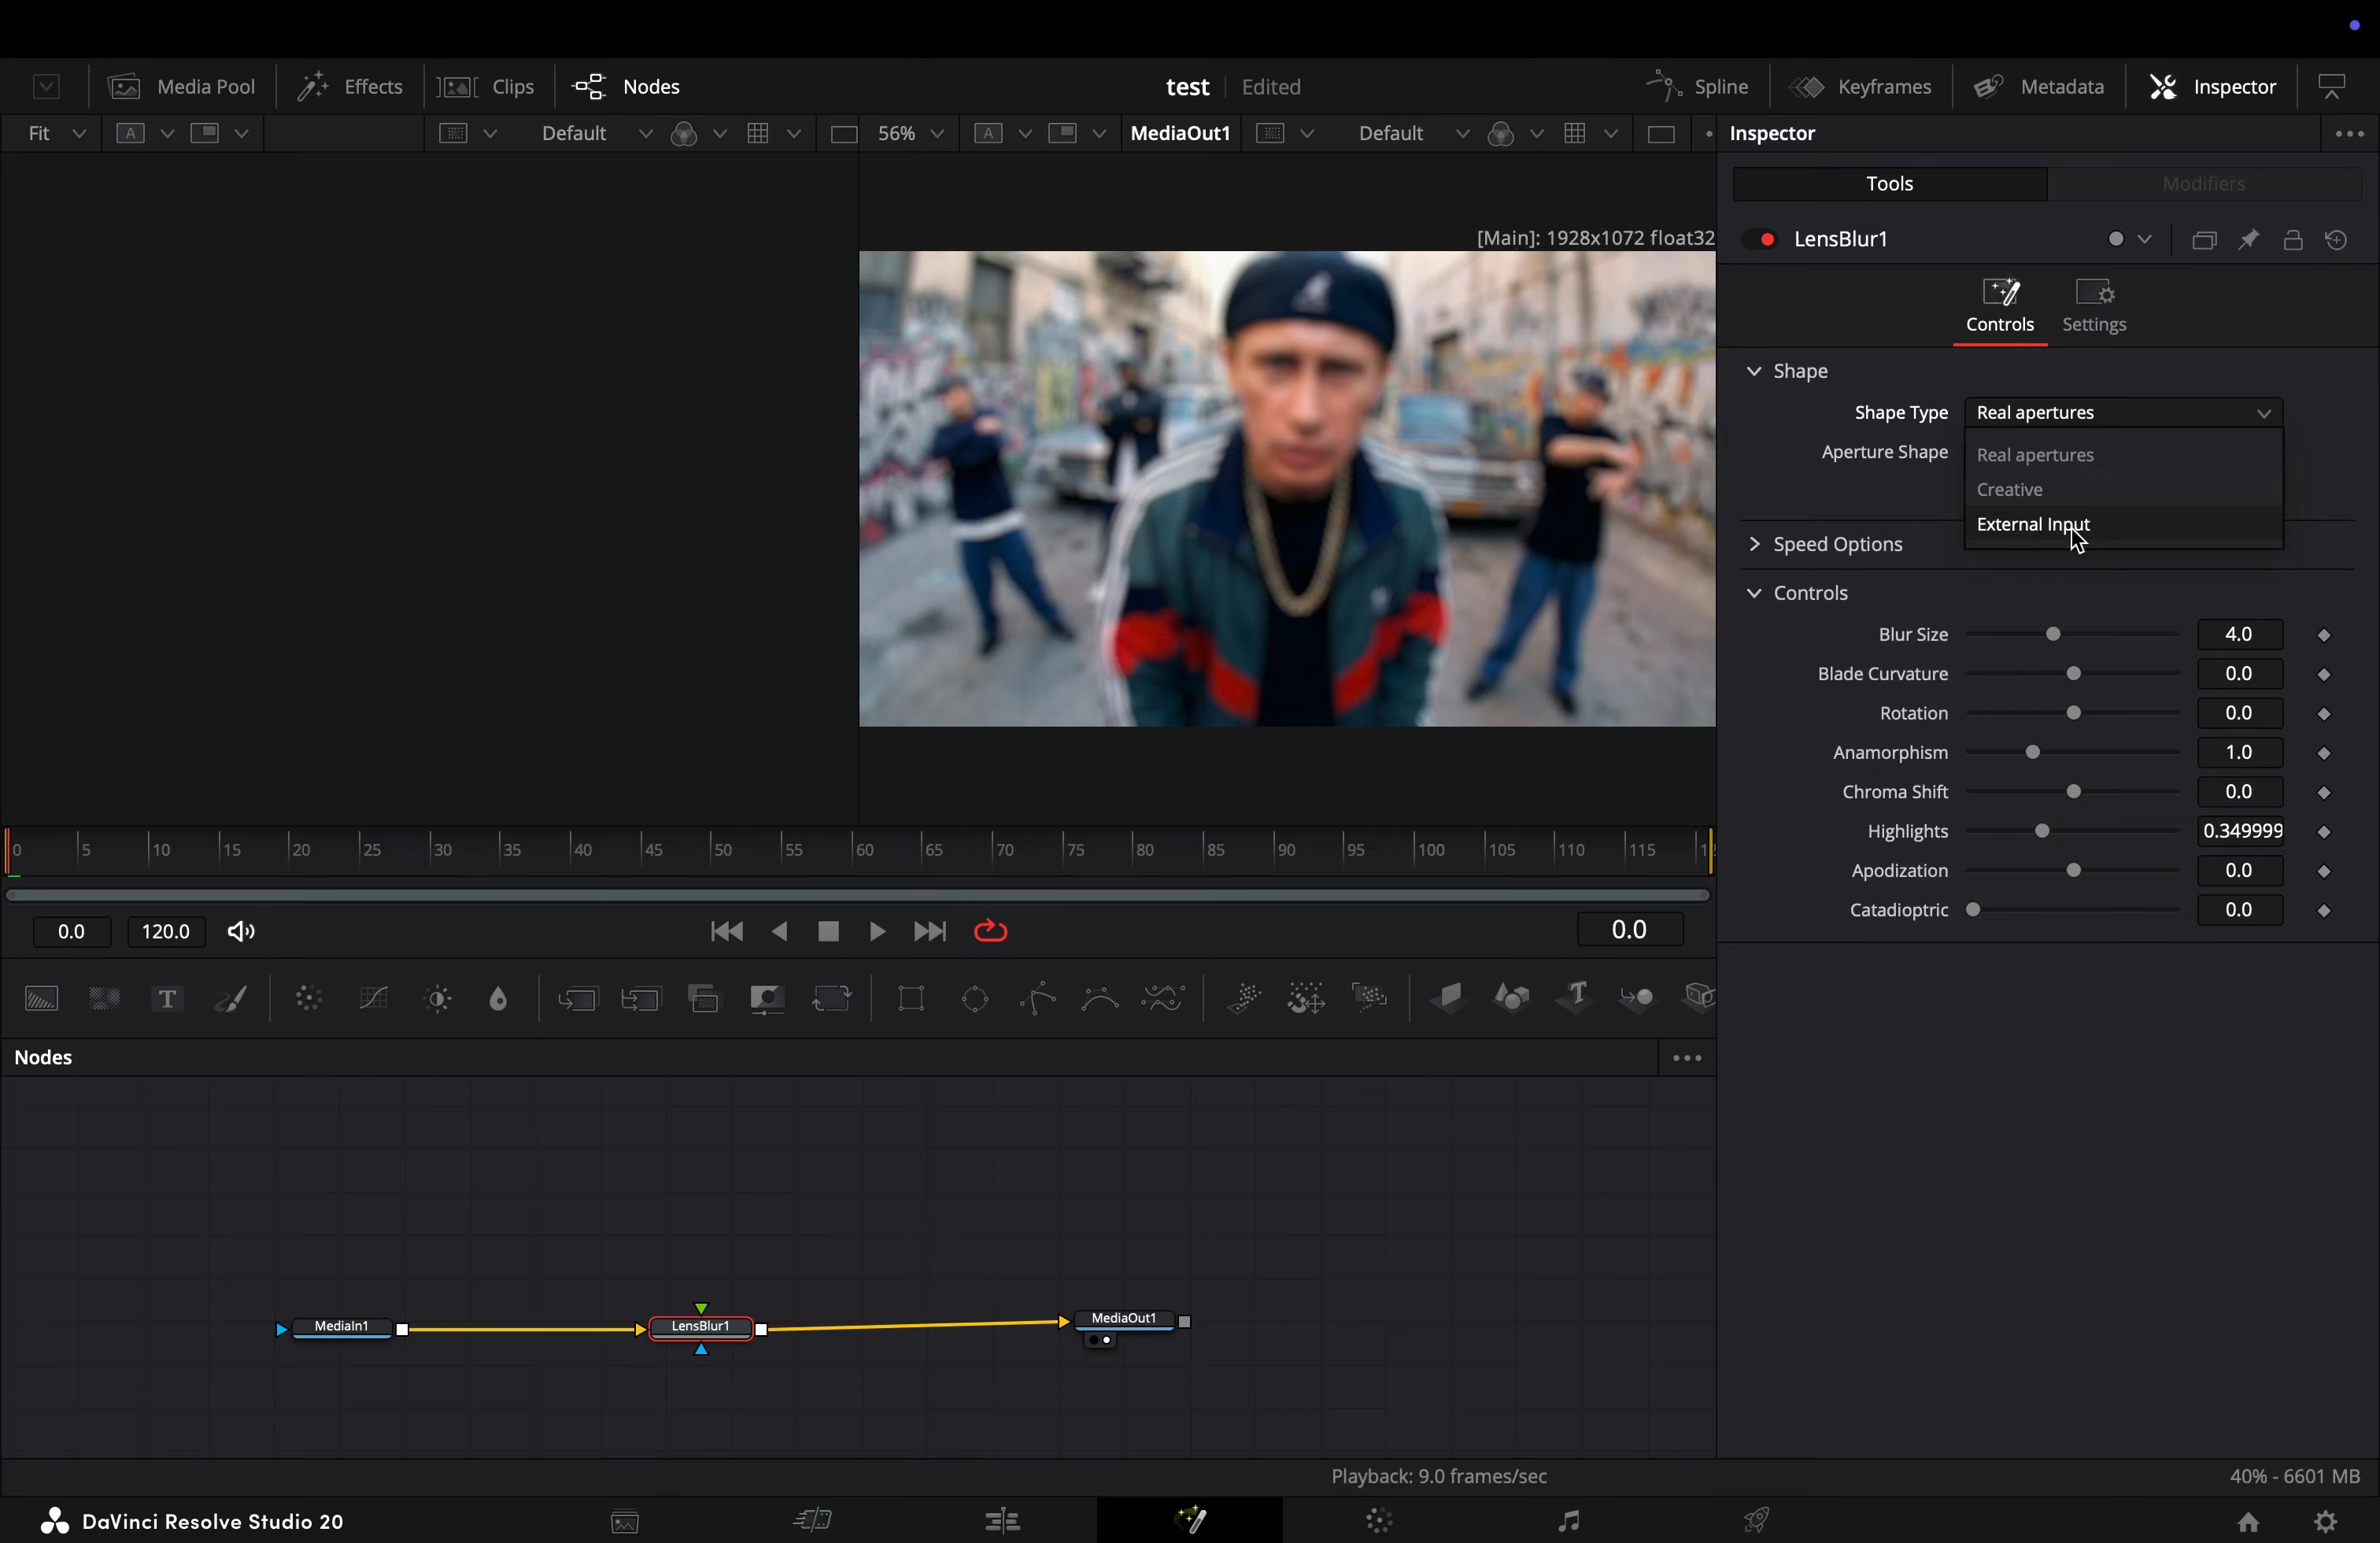 Media Pool Effects Clips Nodes test Edited Spline Keyframes Metadata Inspector
Fit A Default 56% A MediaOut1 Default Inspector
Tools Modifiers
[Main]: 1928x1072 float32
LensBlur1
Controls Settings
Shape
Shape Type Real apertures
Aperture Shape
Real apertures
Creative
External Input
Speed Options
Controls
Blur Size 4.0
Blade Curvature 0.0
Rotation 0.0
Anamorphism 1.0
Chroma Shift 0.0
Highlights 0.349999
Apodization 0.0
Catadioptric 0.0
0 5 10 15 20 25 30 35 40 45 50 55 60 65 70 75 80 85 90 95 100 105 110 115
0.0 120.0 0.0
T T
Nodes
MediaIn1 LensBlur1 MediaOut1
Playback: 9.0 frames/sec 40% - 6601 MB
DaVinci Resolve Studio 20